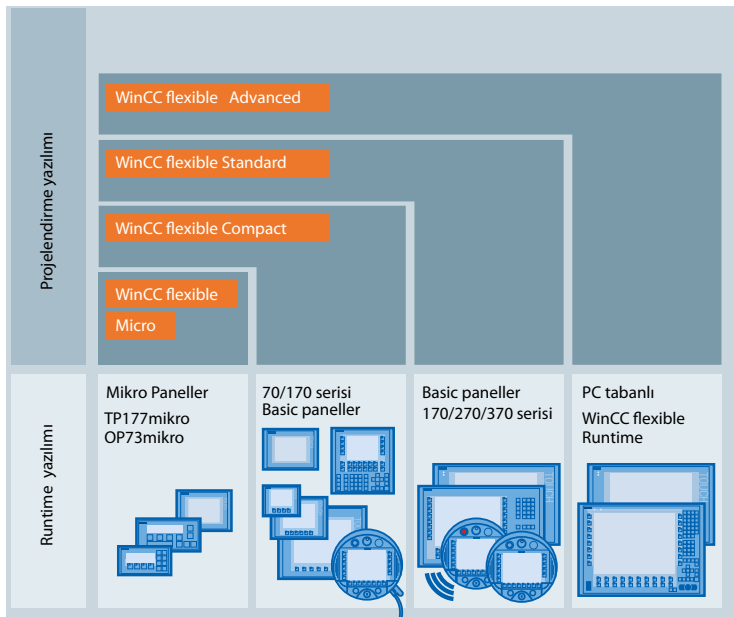 Projelendirme yazılımı
WinCC flexible   Advanced
WinCC flexible Standard
WinCC flexible Compact
WinCC flexible
Micro
Runtime yazılımı
Mikro Paneller
TP177mikro
OP73mikro
70/170 serisi
Basic paneller
Basic paneller
170/270/370 serisi
PC tabanlı
WinCC flexible
Runtime